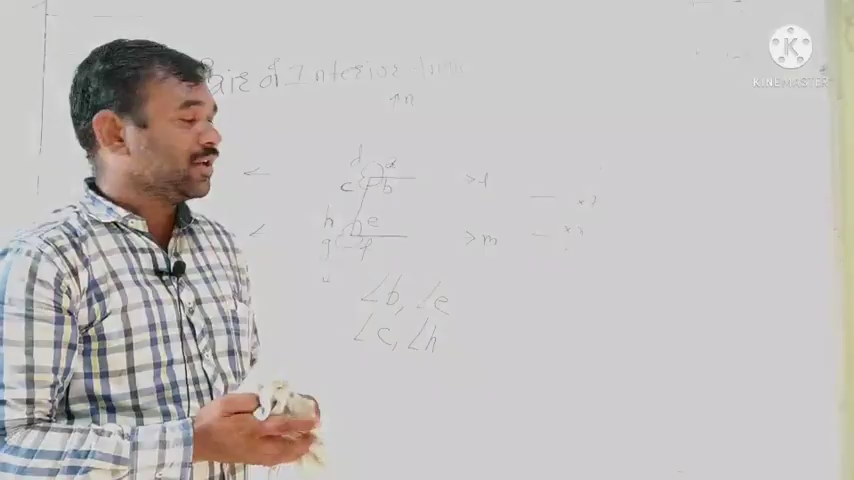 Pair of Interior
n
d a
c b
l
h e
g f
m
∠b, ∠e
∠c, ∠h
K
KINEMASTER